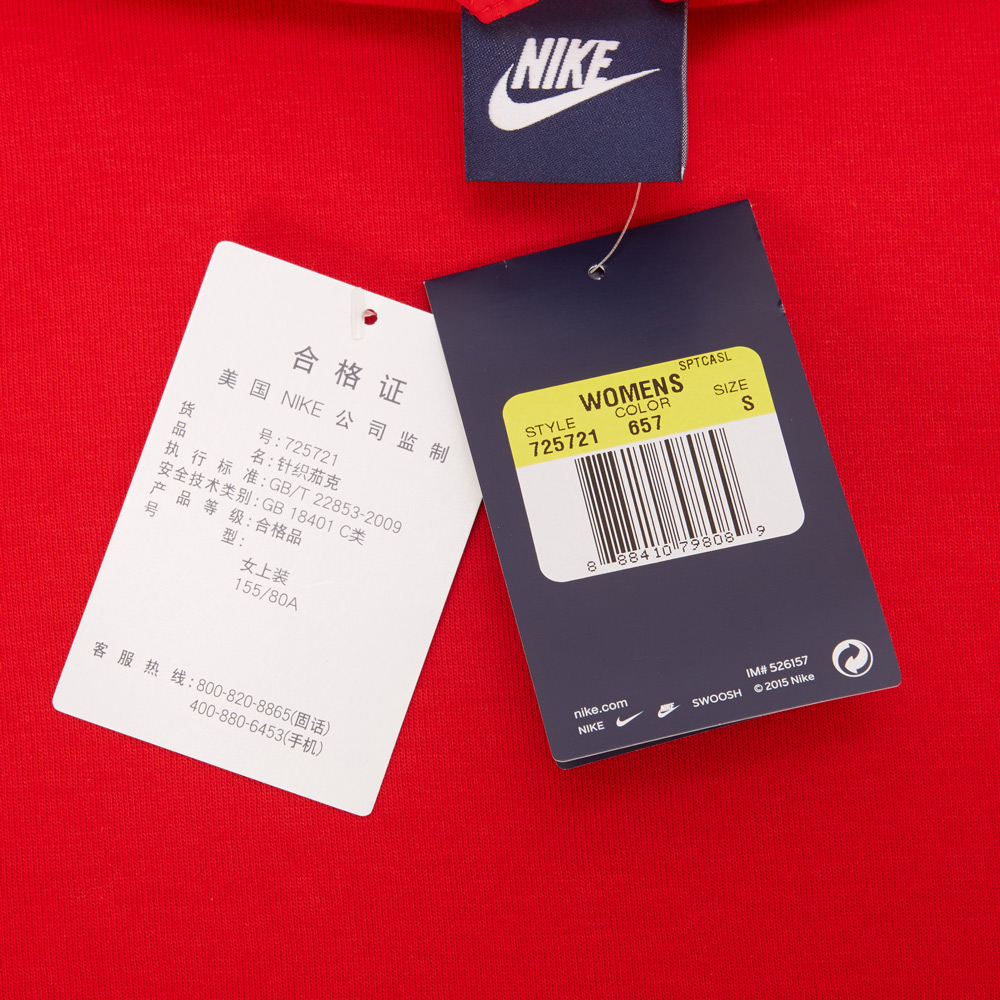 NIKE
合格证
美国 NIKE 公司监制
货 号:725721
品 名:针织茄克
执行标准:GB/T 22853-2009
安全技术类别:GB 18401 C类
产品等级:合格品
号 型:
女上装
155/80A
客服热线:800-820-8865(固话)
400-880-6453(手机)
SPTCASL
WOMENS
STYLE COLOR SIZE
725721 657 S
8 88410 79808 9
IM# 526157
nike.com
NIKE SWOOSH © 2015 Nike